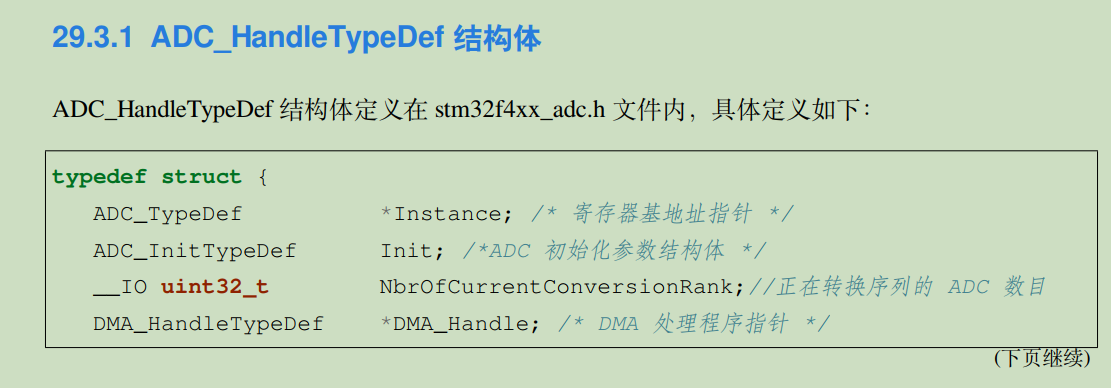 29.3.1 ADC_HandleTypeDef 结构体
ADC_HandleTypeDef 结构体定义在 stm32f4xx_adc.h 文件内，具体定义如下：
typedef struct {
ADC_TypeDef *Instance; /* 寄存器基地址指针 */
ADC_InitTypeDef Init; /*ADC 初始化参数结构体 */
__IO uint32_t NbrOfCurrentConversionRank;//正在转换序列的 ADC 数目
DMA_HandleTypeDef *DMA_Handle; /* DMA 处理程序指针 */
(下页继续)